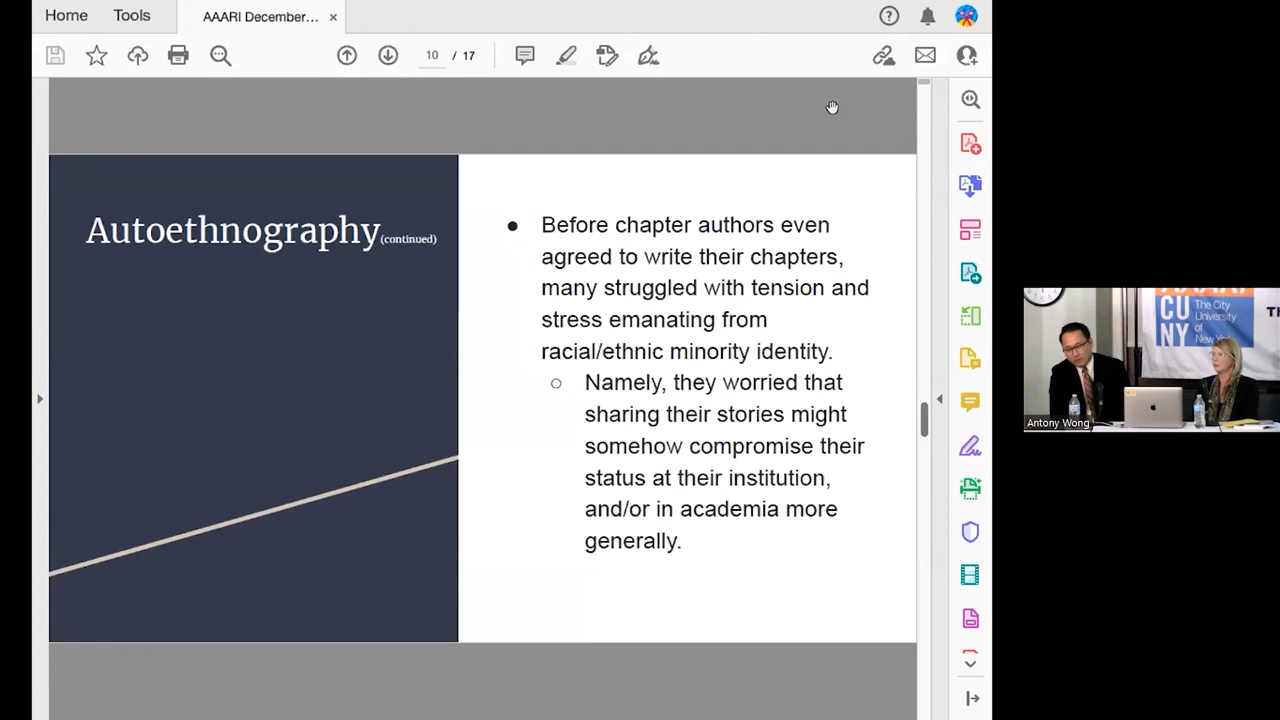 Home
Tools
AAARI December...
10 / 17
Autoethnography (continued)
● Before chapter authors even
agreed to write their chapters,
many struggled with tension and
stress emanating from
racial/ethnic minority identity.
○ Namely, they worried that
sharing their stories might
somehow compromise their
status at their institution,
and/or in academia more
generally.
CU
NY
The City
University
of
New York
Antony Wong